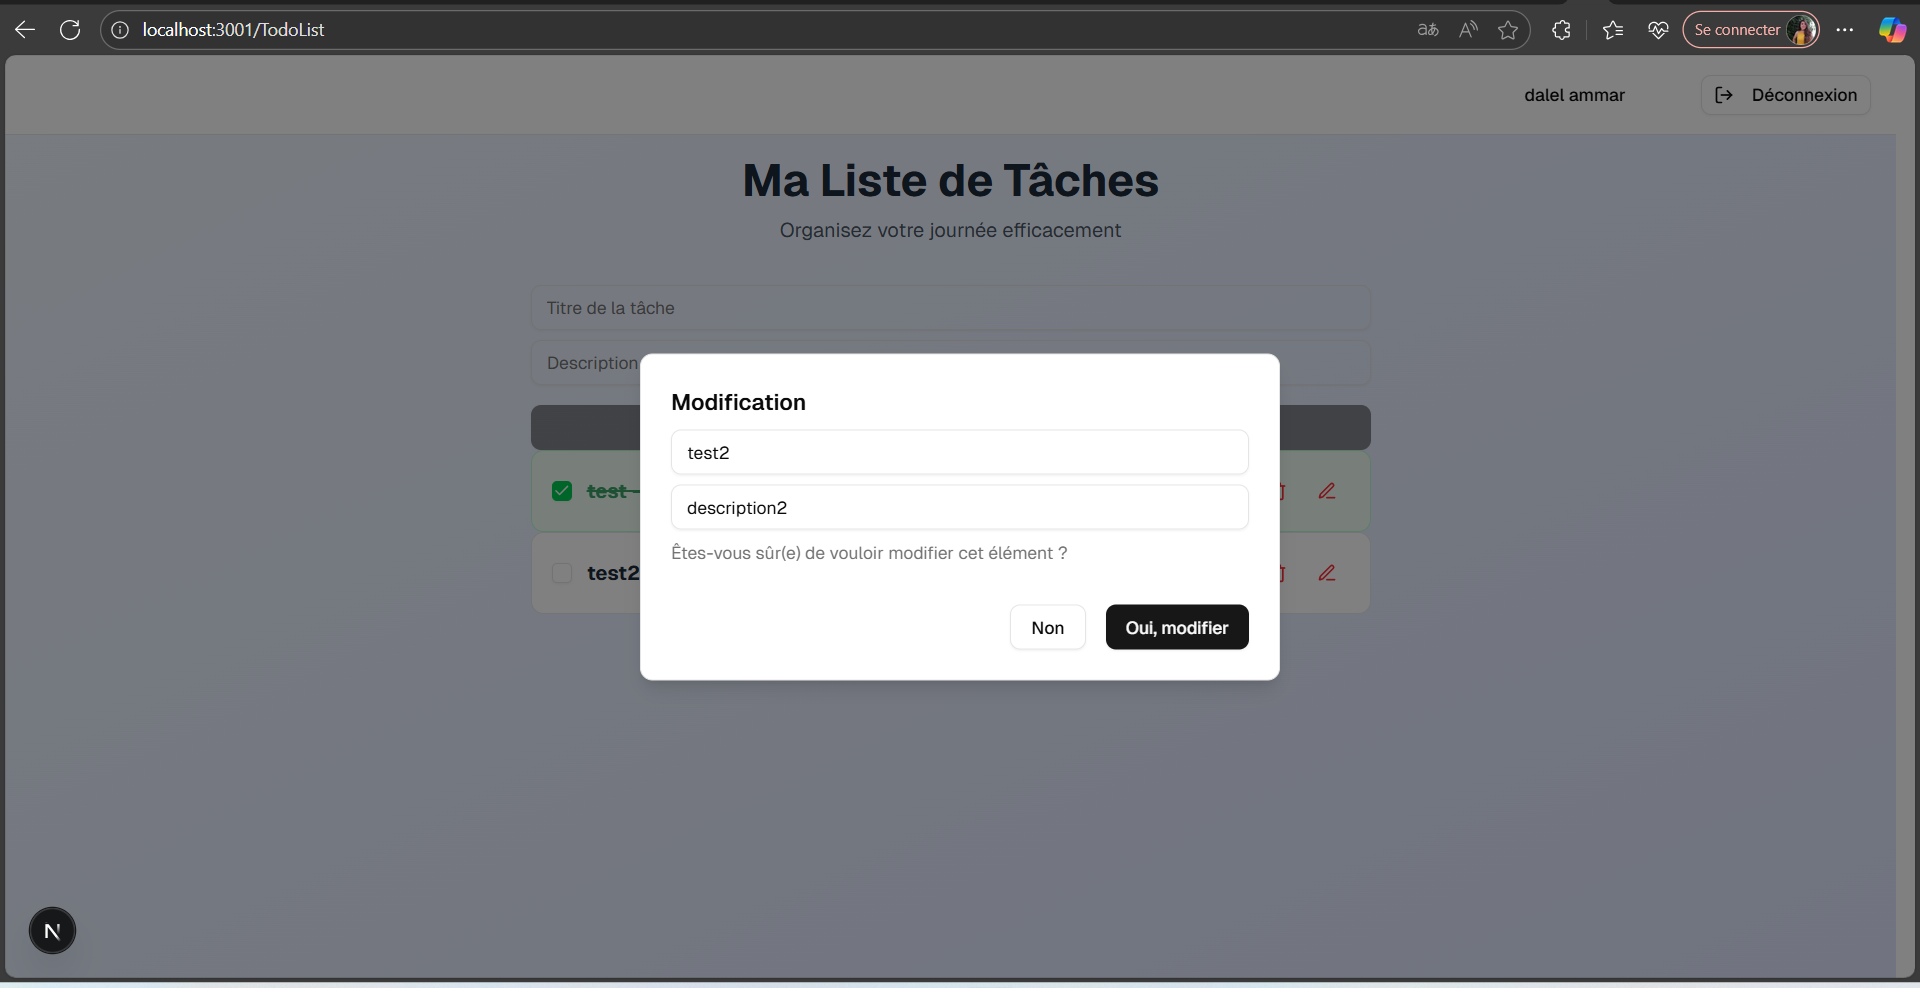 localhost:3001/TodoList
Se connecter
dalel ammar
Déconnexion
Ma Liste de Tâches
Organisez votre journée efficacement
Titre de la tâche
Description
Modification
test2
description2
Êtes-vous sûr(e) de vouloir modifier cet élément ?
Non
Oui, modifier
test -
test2
N